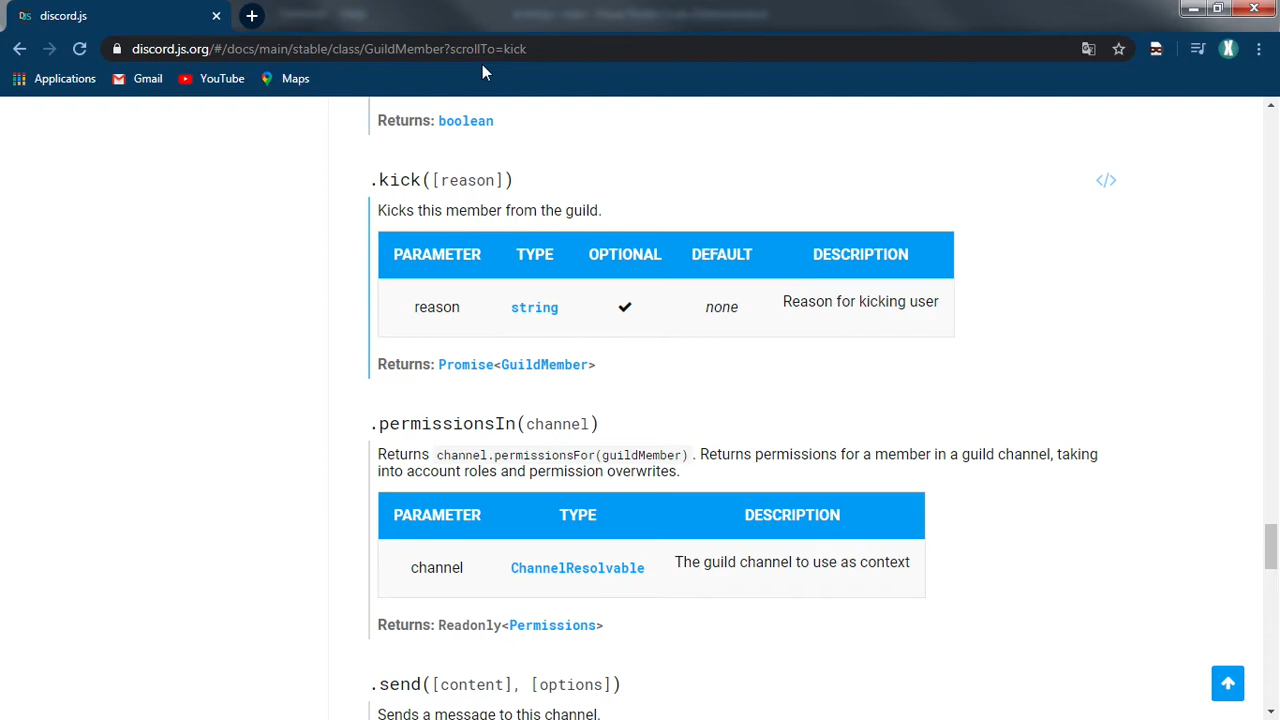 discord.js
discord.js.org/#/docs/main/stable/class/GuildMember?scrollTo=kick
Applications Gmail YouTube Maps
Returns: boolean
.kick([reason])
</>
Kicks this member from the guild.
PARAMETER TYPE OPTIONAL DEFAULT DESCRIPTION
reason string ✔ none Reason for kicking user
Returns: Promise<GuildMember>
.permissionsIn(channel)
Returns channel.permissionsFor(guildMember). Returns permissions for a member in a guild channel, taking
into account roles and permission overwrites.
PARAMETER TYPE DESCRIPTION
channel ChannelResolvable The guild channel to use as context
Returns: Readonly<Permissions>
.send([content], [options])
Sends a message to this channel.